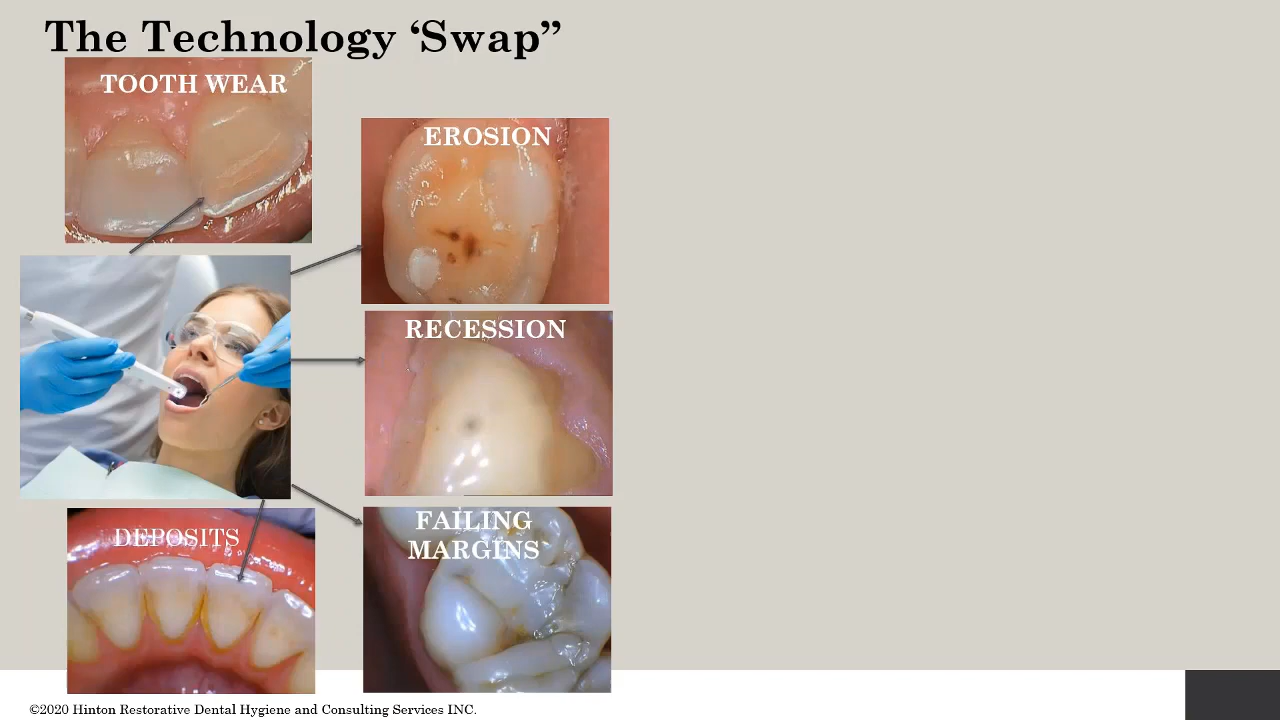 The Technology ‘Swap”
TOOTH WEAR
EROSION
RECESSION
DEPOSITS
FAILING
MARGINS
©2020 Hinton Restorative Dental Hygiene and Consulting Services INC.